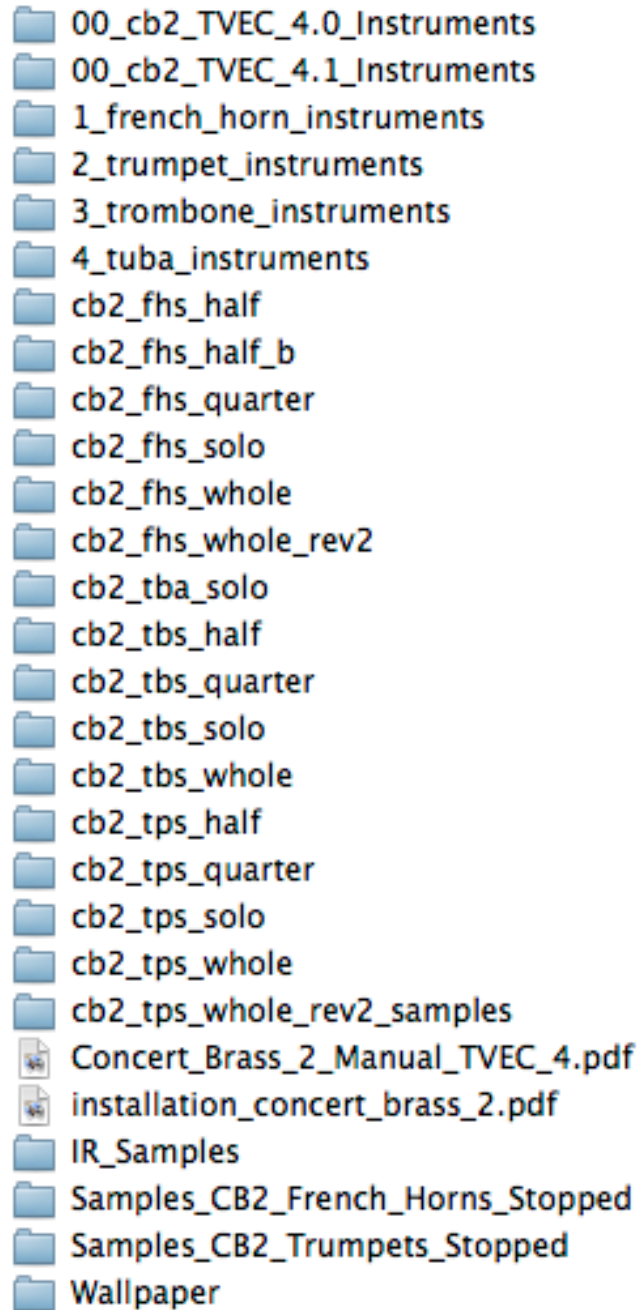 00_cb2_TVEC_4.0_Instruments
00_cb2_TVEC_4.1_Instruments
1_french_horn_instruments
2_trumpet_instruments
3_trombone_instruments
4_tuba_instruments
cb2_fhs_half
cb2_fhs_half_b
cb2_fhs_quarter
cb2_fhs_solo
cb2_fhs_whole
cb2_fhs_whole_rev2
cb2_tba_solo
cb2_tbs_half
cb2_tbs_quarter
cb2_tbs_solo
cb2_tbs_whole
cb2_tps_half
cb2_tps_quarter
cb2_tps_solo
cb2_tps_whole
cb2_tps_whole_rev2_samples
Concert_Brass_2_Manual_TVEC_4.pdf
installation_concert_brass_2.pdf
IR_Samples
Samples_CB2_French_Horns_Stopped
Samples_CB2_Trumpets_Stopped
Wallpaper